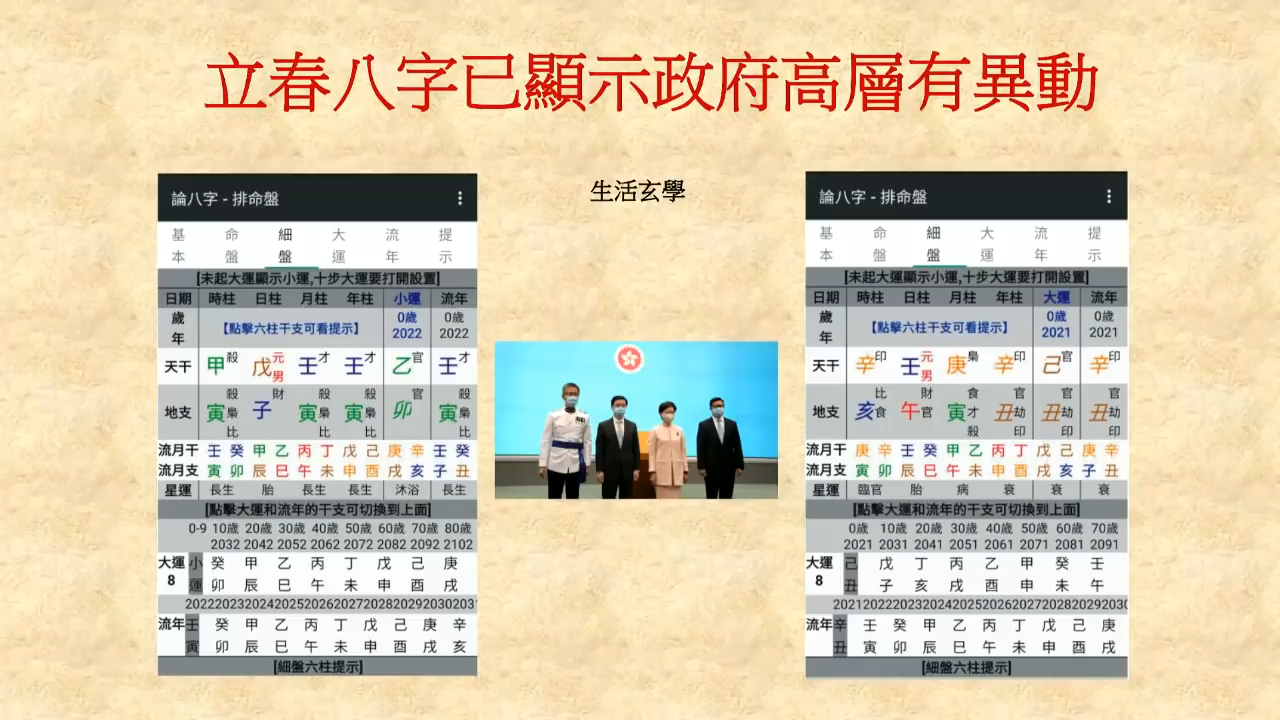 立春八字已顯示政府高層有異動
生活玄學
論八字 - 排命盤
基本 命盤 細盤 大運 流年 提示
[未起大運顯示小運,十步大運要打開設置]
日期 時柱 日柱 月柱 年柱 小運 流年
歲年 【點擊六柱干支可看提示】 0歲 2022 0歲 2022
天干 甲殺 戊元男 壬才 壬才 乙官 壬才
地支 寅殺梟比 子財 寅殺梟比 寅殺梟比 卯官 寅殺梟比
流月干 壬 癸 甲 乙 丙 丁 戊 己 庚 辛 壬 癸
流月支 寅 卯 辰 巳 午 未 申 酉 戌 亥 子 丑
星運 長生 胎 長生 長生 沐浴 長生
[點擊大運和流年的干支可切換到上面]
0-9 10歲 20歲 30歲 40歲 50歲 60歲 70歲 80歲
2032 2042 2052 2062 2072 2082 2092 2102
大運 小 癸 甲 乙 丙 丁 戊 己 庚
8 運 卯 辰 巳 午 未 申 酉 戌
2022 2023 2024 2025 2026 2027 2028 2029 2030 2031
流年 壬 癸 甲 乙 丙 丁 戊 己 庚 辛
寅 卯 辰 巳 午 未 申 酉 戌 亥
[細盤六柱提示]
論八字 - 排命盤
基本 命盤 細盤 大運 流年 提示
[未起大運顯示小運,十步大運要打開設置]
日期 時柱 日柱 月柱 年柱 大運 流年
歲年 【點擊六柱干支可看提示】 0歲 2021 0歲 2021
天干 辛印 壬元男 庚梟 辛印 己官 辛印
地支 亥比食 午財官 寅食才殺 丑官劫印 丑官劫印 丑官劫印
流月干 庚 辛 壬 癸 甲 乙 丙 丁 戊 己 庚 辛
流月支 寅 卯 辰 巳 午 未 申 酉 戌 亥 子 丑
星運 臨官 胎 病 衰 衰 衰
[點擊大運和流年的干支可切換到上面]
0歲 10歲 20歲 30歲 40歲 50歲 60歲 70歲
2021 2031 2041 2051 2061 2071 2081 2091
大運 己 戊 丁 丙 乙 甲 癸 壬
8 丑 子 亥 戌 酉 申 未 午
2021 2022 2023 2024 2025 2026 2027 2028 2029 2030
流年 辛 壬 癸 甲 乙 丙 丁 戊 己 庚
丑 寅 卯 辰 巳 午 未 申 酉 戌
[細盤六柱提示]